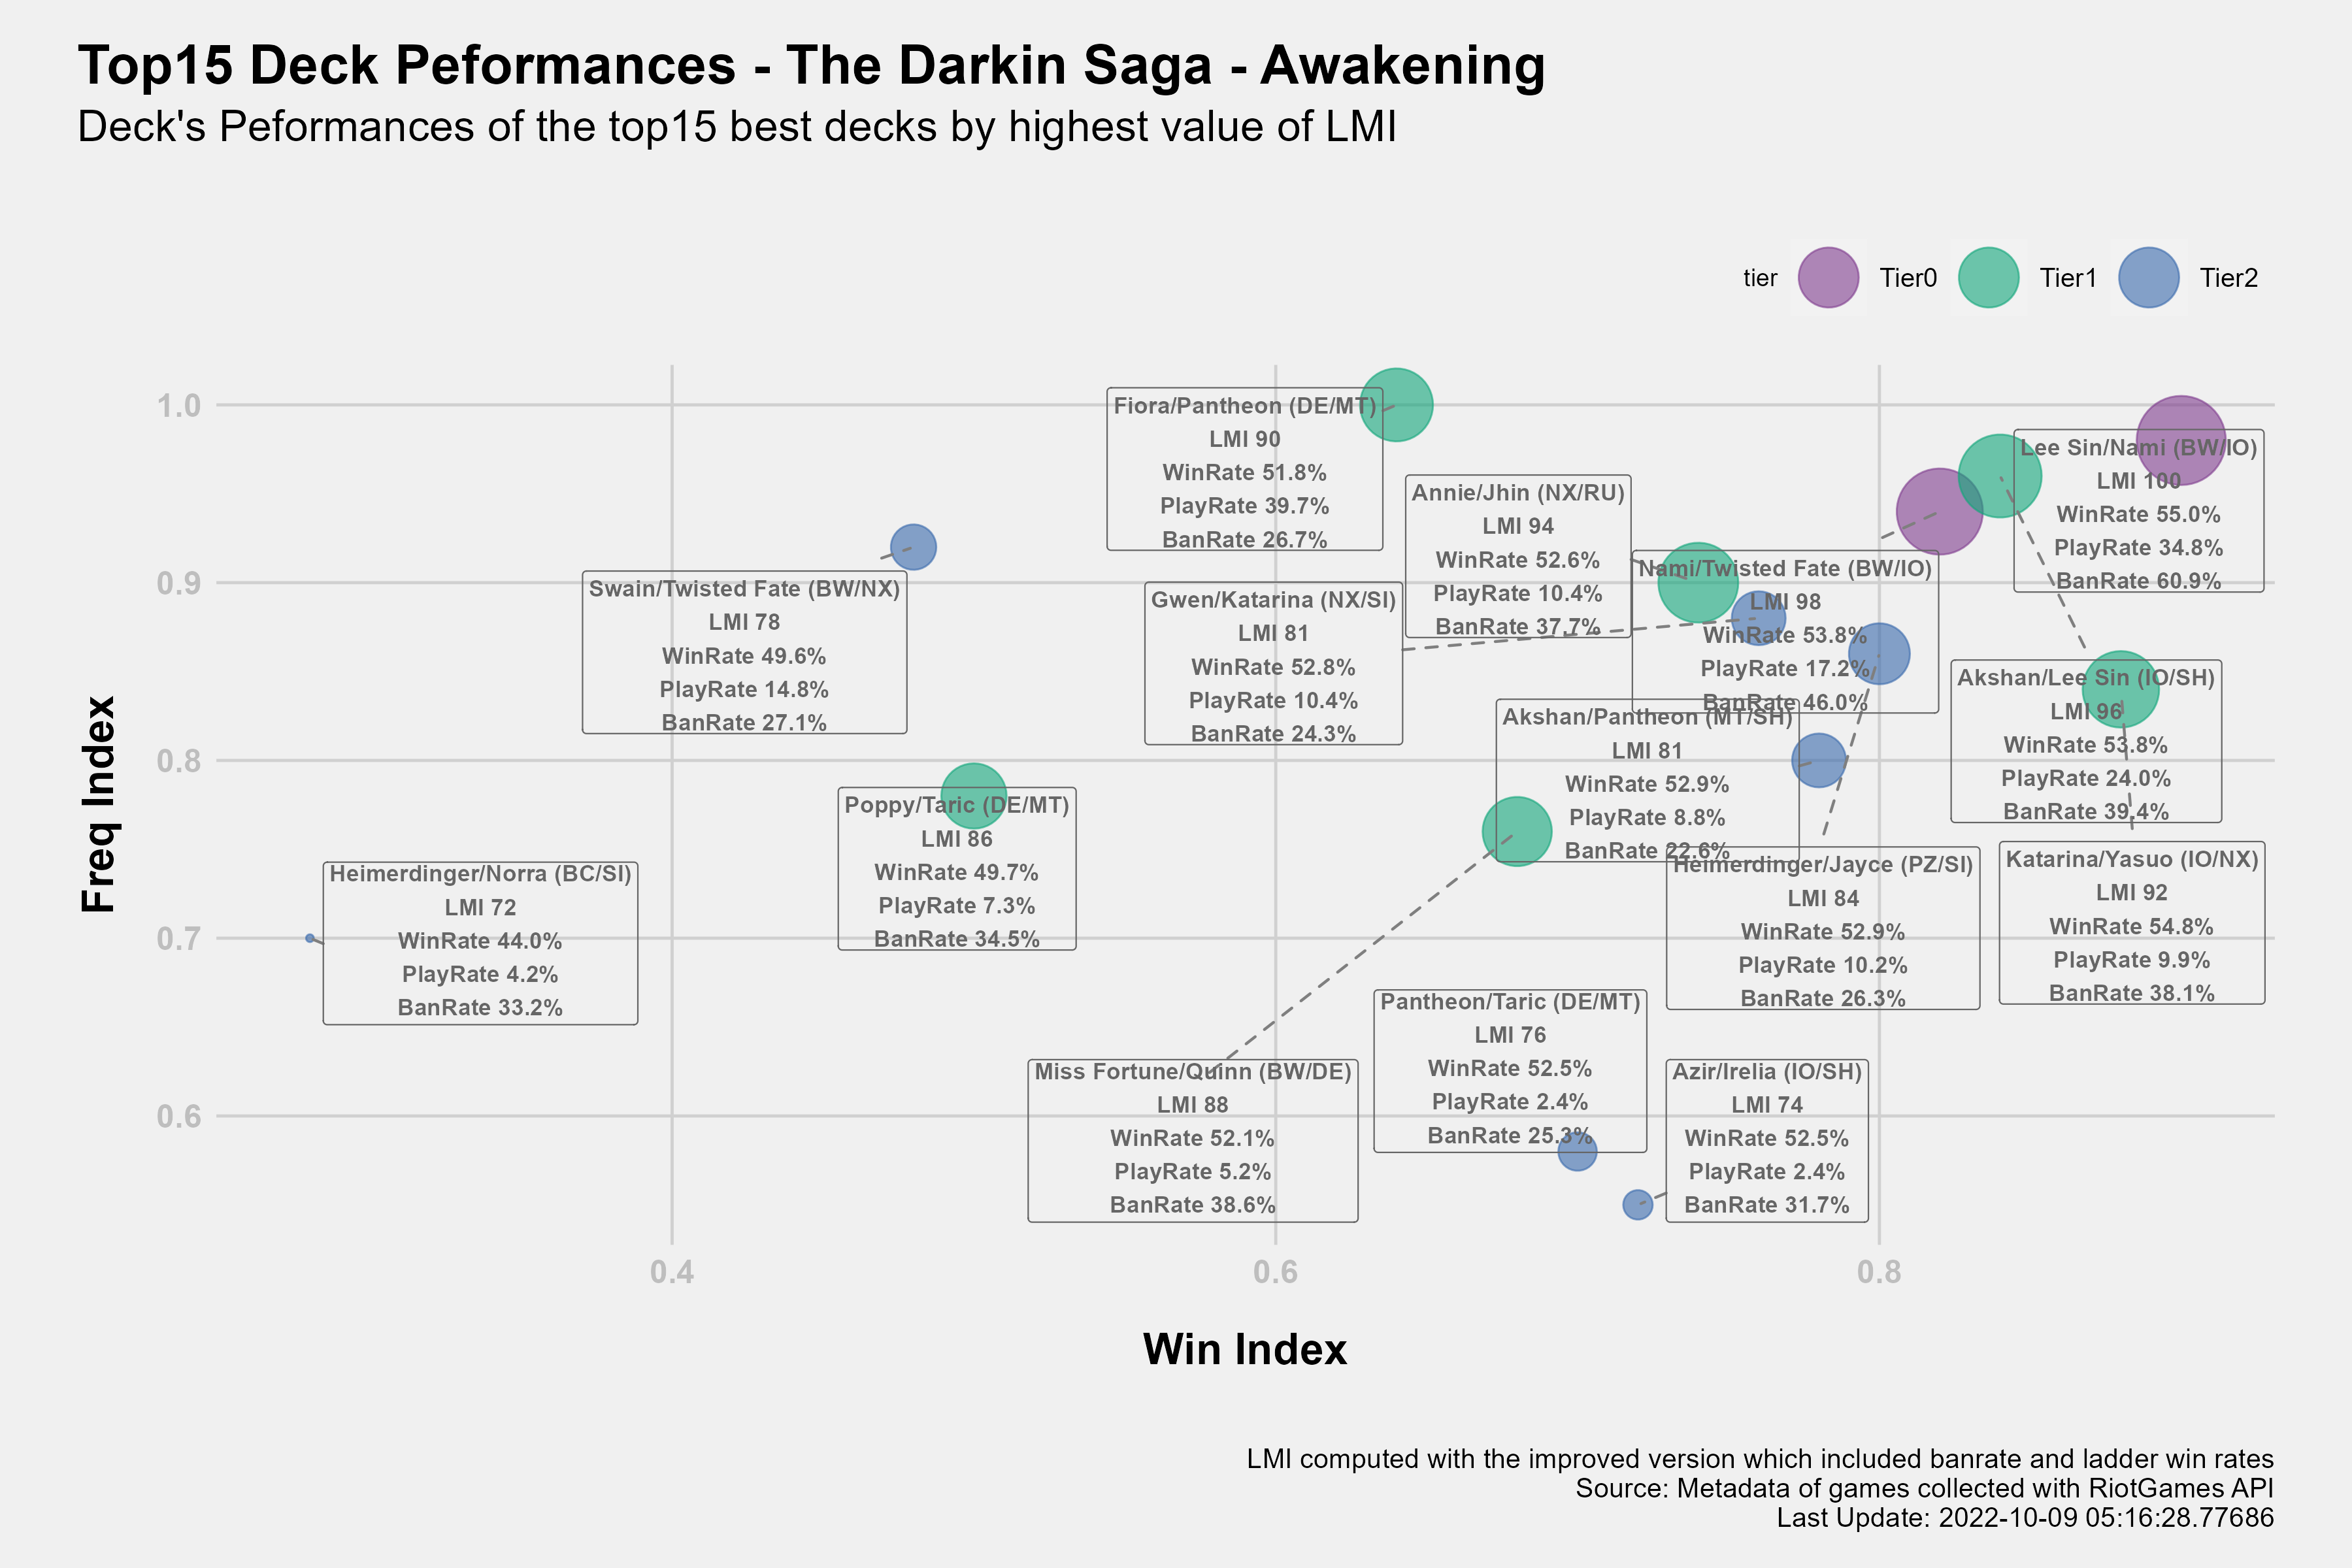 Top15 Deck Peformances - The Darkin Saga - Awakening
Deck's Peformances of the top15 best decks by highest value of LMI
tier Tier0 Tier1 Tier2
Freq Index
1.0
0.9
0.8
0.7
0.6
Fiora/Pantheon (DE/MT)
LMI 90
WinRate 51.8%
PlayRate 39.7%
BanRate 26.7%
Lee Sin/Nami (BW/IO)
LMI 100
WinRate 55.0%
PlayRate 34.8%
BanRate 60.9%
Annie/Jhin (NX/RU)
LMI 94
WinRate 52.6%
PlayRate 10.4%
BanRate 37.7%
Nami/Twisted Fate (BW/IO)
LMI 98
WinRate 53.8%
PlayRate 17.2%
BanRate 46.0%
Swain/Twisted Fate (BW/NX)
LMI 78
WinRate 49.6%
PlayRate 14.8%
BanRate 27.1%
Gwen/Katarina (NX/SI)
LMI 81
WinRate 52.8%
PlayRate 10.4%
BanRate 24.3%
Akshan/Lee Sin (IO/SH)
LMI 96
WinRate 53.8%
PlayRate 24.0%
BanRate 39.4%
Akshan/Pantheon (MT/SH)
LMI 81
WinRate 52.9%
PlayRate 8.8%
BanRate 22.6%
Poppy/Taric (DE/MT)
LMI 86
WinRate 49.7%
PlayRate 7.3%
BanRate 34.5%
Heimerdinger/Norra (BC/SI)
LMI 72
WinRate 44.0%
PlayRate 4.2%
BanRate 33.2%
Heimerdinger/Jayce (PZ/SI)
LMI 84
WinRate 52.9%
PlayRate 10.2%
BanRate 26.3%
Katarina/Yasuo (IO/NX)
LMI 92
WinRate 54.8%
PlayRate 9.9%
BanRate 38.1%
Pantheon/Taric (DE/MT)
LMI 76
WinRate 52.5%
PlayRate 2.4%
BanRate 25.3%
Miss Fortune/Quinn (BW/DE)
LMI 88
WinRate 52.1%
PlayRate 5.2%
BanRate 38.6%
Azir/Irelia (IO/SH)
LMI 74
WinRate 52.5%
PlayRate 2.4%
BanRate 31.7%
0.4 0.6 0.8
Win Index
LMI computed with the improved version which included banrate and ladder win rates
Source: Metadata of games collected with RiotGames API
Last Update: 2022-10-09 05:16:28.77686